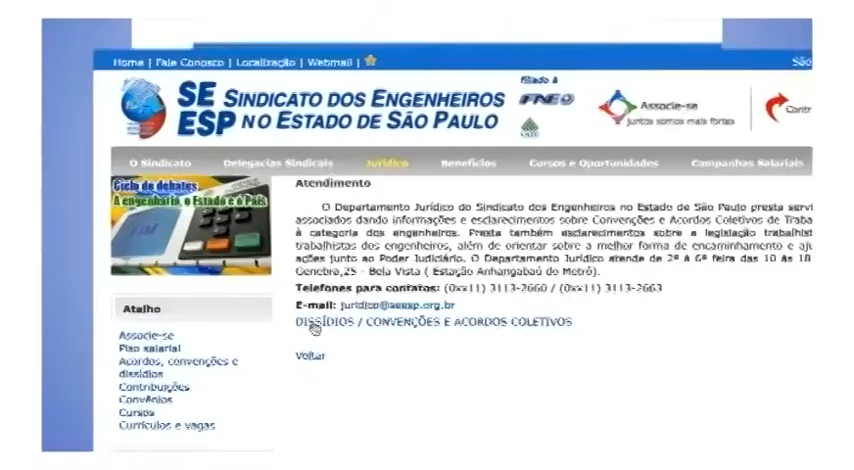 Home | Fale Conosco | Localização | Webmail |
São
SE SINDICATO DOS ENGENHEIROS
ESP NO ESTADO DE SÃO PAULO
filiado à
FNE
CNTU
Associe-se
juntos somos mais fortes
Contr
O Sindicato Delegacias Sindicais Jurídico Benefícios Cursos e Oportunidades Campanhas Salariais
Ciclo de debates
A engenharia, o Estado e o País
Atendimento
O Departamento Jurídico do Sindicato dos Engenheiros no Estado de São Paulo presta servi
associados dando informações e esclarecimentos sobre Convenções e Acordos Coletivos de Traba
à categoria dos engenheiros. Presta também esclarecimentos sobre a legislação trabalhist
trabalhistas dos engenheiros, além de orientar sobre a melhor forma de encaminhamento e aju
ações junto ao Poder Judiciário. O Departamento Jurídico atende de 2ª à 6ª feira das 10 às 18
Genebra,25 - Bela Vista ( Estação Anhangabaú do Metrô).
Telefones para contatos: (0xx11) 3113-2660 / (0xx11) 3113-2663
E-mail: juridico@seesp.org.br
DISSÍDIOS / CONVENÇÕES E ACORDOS COLETIVOS
Voltar
Atalho
Associe-se
Piso salarial
Acordos, convenções e
dissídios
Contribuições
Convênios
Cursos
Currículos e vagas